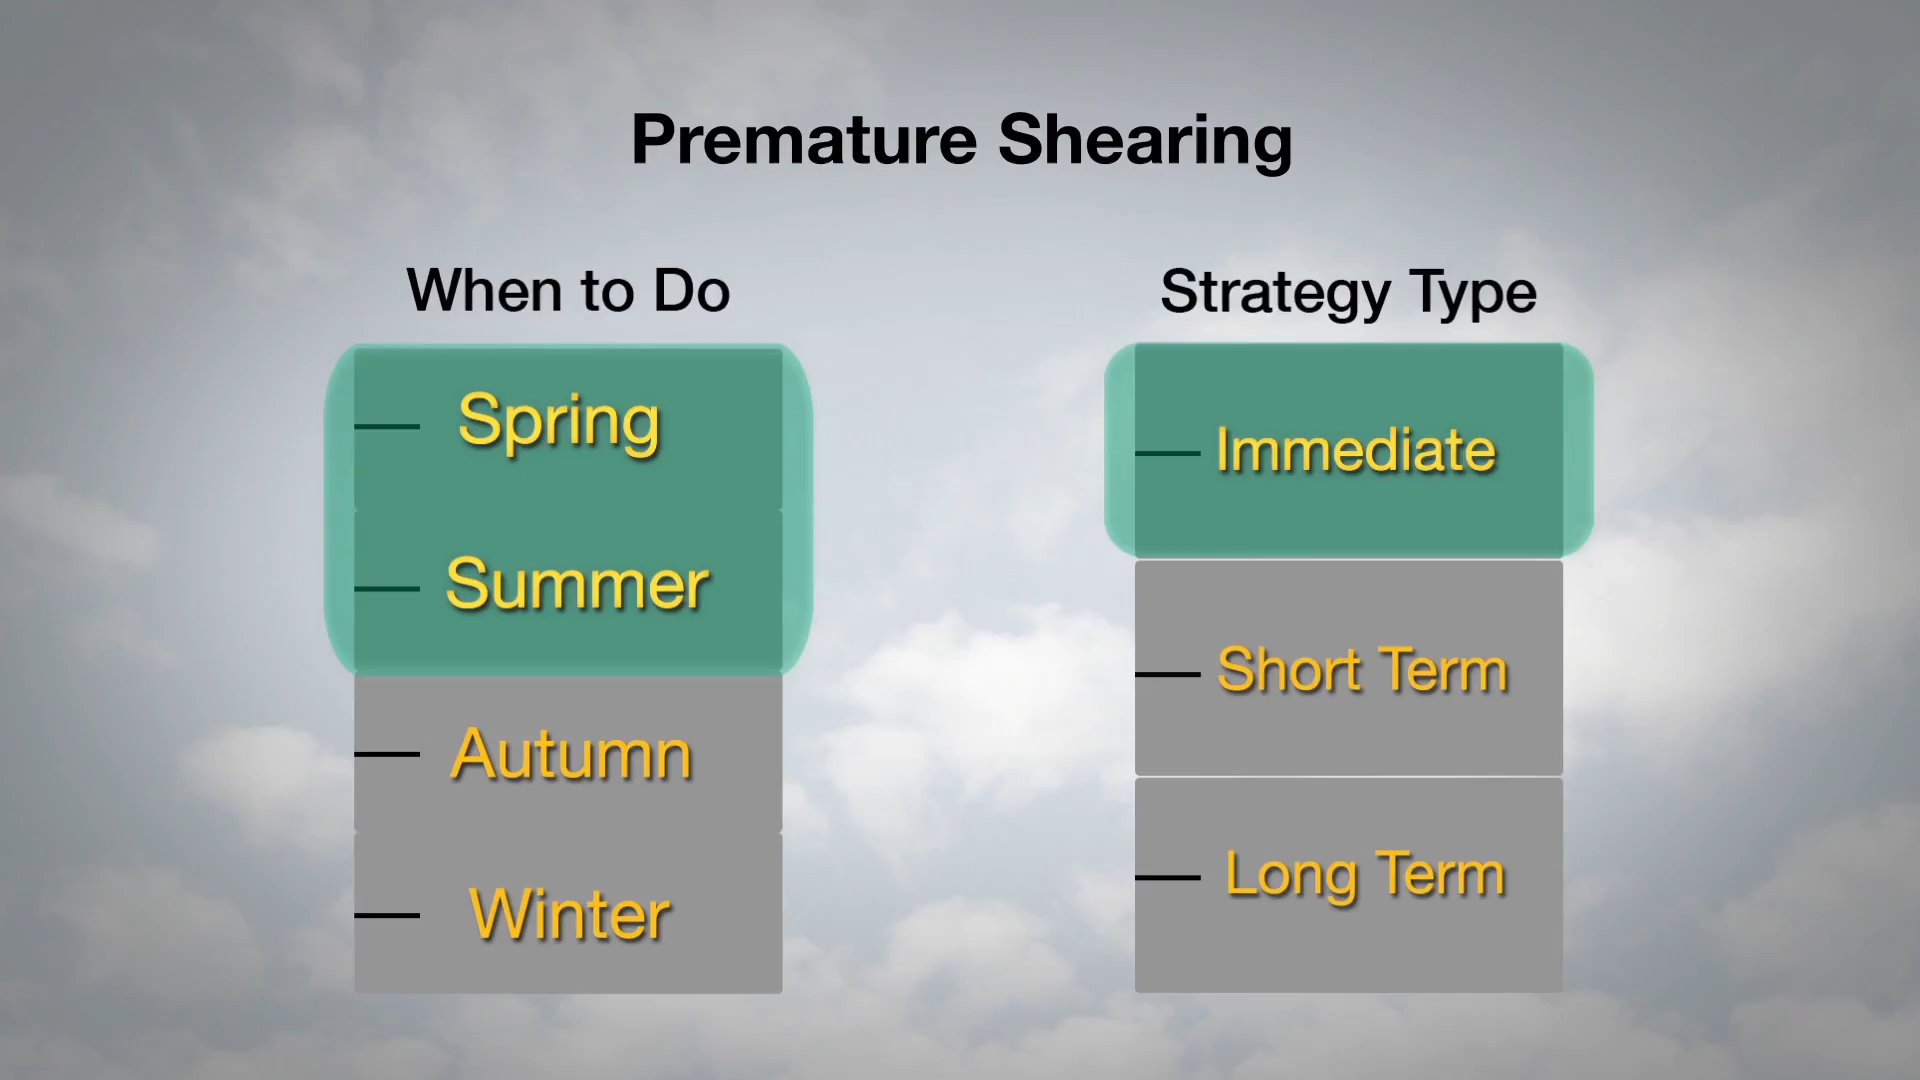 Premature Shearing
When to Do
Spring
Summer
Autumn
Winter
Strategy Type
Immediate
Short Term
Long Term